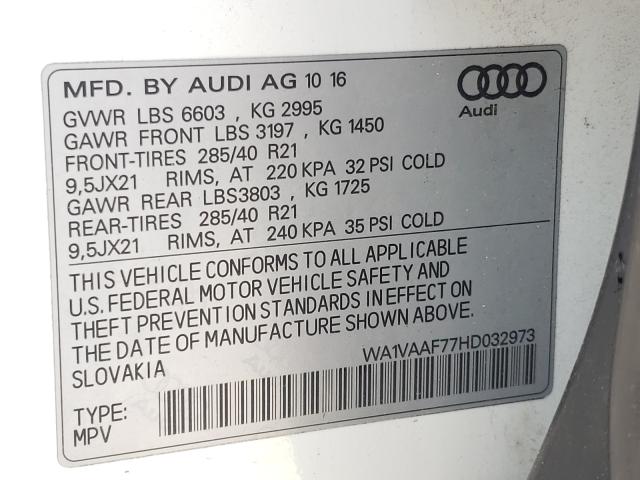 MFD. BY AUDI AG 10 16
Audi
GVWR LBS 6603 , KG 2995
GAWR FRONT LBS 3197 , KG 1450
FRONT-TIRES 285/40 R21
9,5JX21 RIMS, AT 220 KPA 32 PSI COLD
GAWR REAR LBS3803 , KG 1725
REAR-TIRES 285/40 R21
9,5JX21 RIMS, AT 240 KPA 35 PSI COLD
THIS VEHICLE CONFORMS TO ALL APPLICABLE
U.S. FEDERAL MOTOR VEHICLE SAFETY AND
THEFT PREVENTION STANDARDS IN EFFECT ON
THE DATE OF MANUFACTURE SHOWN ABOVE.
SLOVAKIA
WA1VAAF77HD032973
TYPE:
MPV